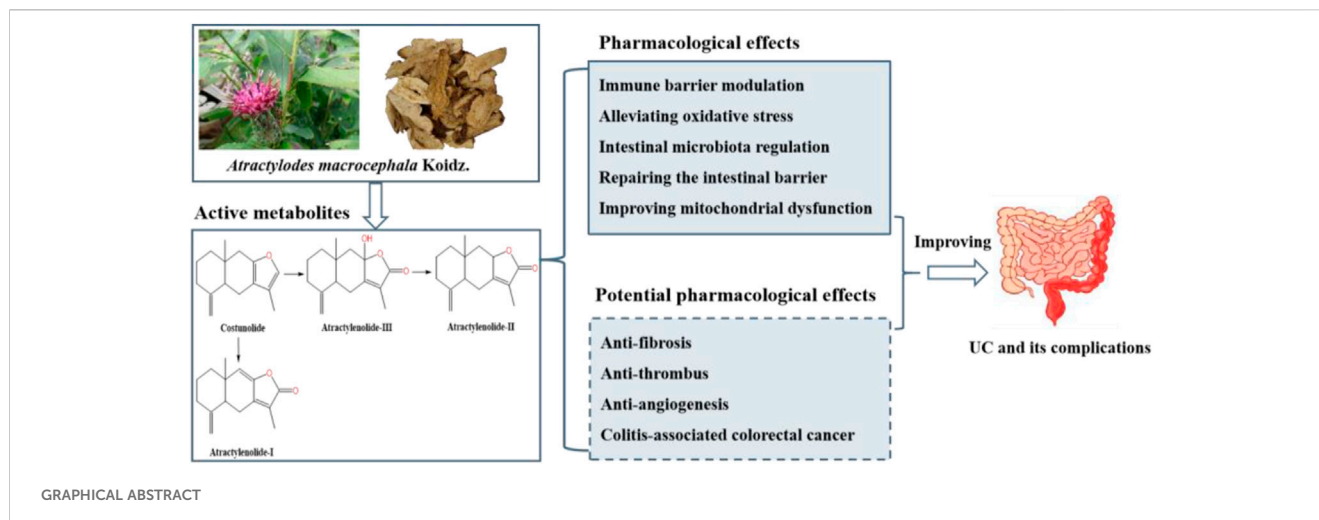 Atractylodes macrocephala Koidz.
Active metabolites
OH
O
O
O
O
O
Costunolide
Atractylenolide-III
Atractylenolide-II
O
O
Atractylenolide-I
Pharmacological effects
Immune barrier modulation
Alleviating oxidative stress
Intestinal microbiota regulation
Repairing the intestinal barrier
Improving mitochondrial dysfunction
Potential pharmacological effects
Anti-fibrosis
Anti-thrombus
Anti-angiogenesis
Colitis-associated colorectal cancer
Improving
UC and its complications
GRAPHICAL ABSTRACT